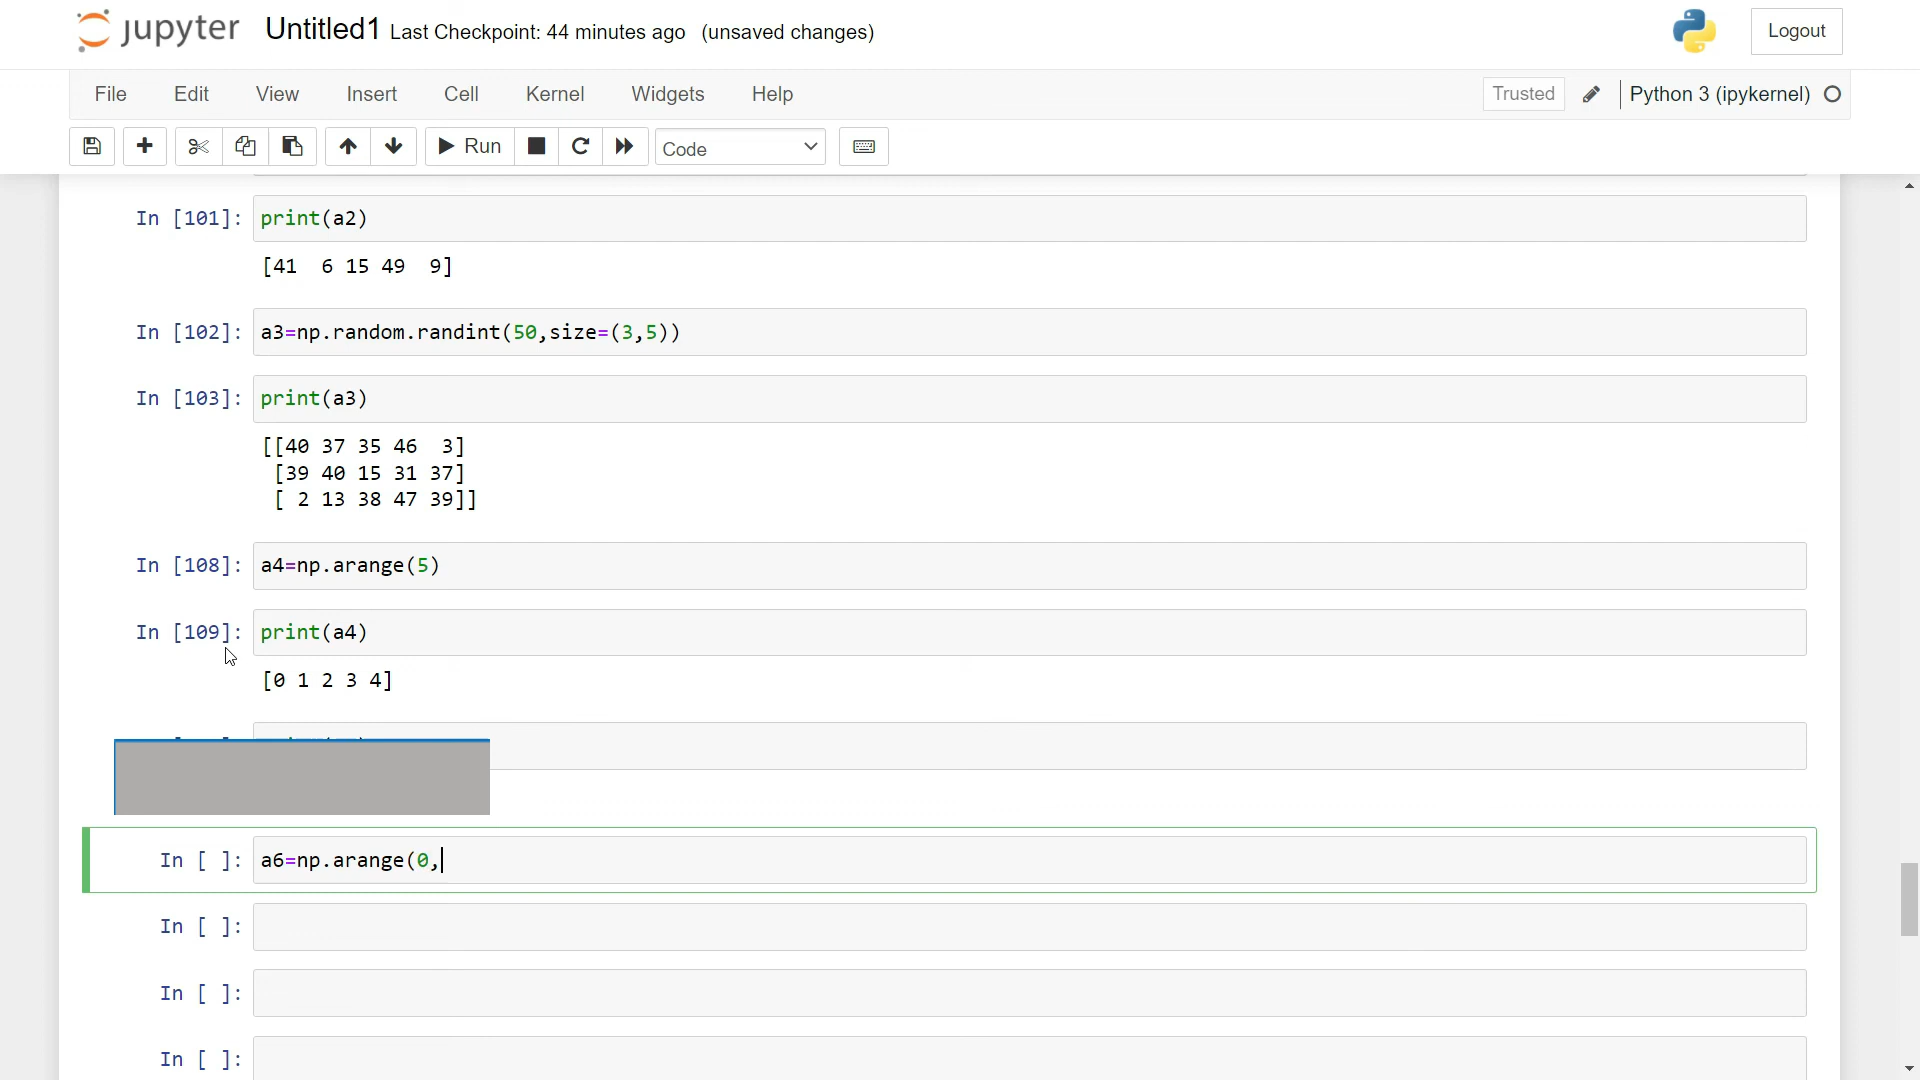 jupyter Untitled1 Last Checkpoint: 44 minutes ago (unsaved changes) Logout
File Edit View Insert Cell Kernel Widgets Help Trusted Python 3 (ipykernel)
Run Code
In [101]: print(a2)
[41  6 15 49  9]
In [102]: a3=np.random.randint(50,size=(3,5))
In [103]: print(a3)
[[40 37 35 46  3]
 [39 40 15 31 37]
 [ 2 13 38 47 39]]
In [108]: a4=np.arange(5)
In [109]: print(a4)
[0 1 2 3 4]
In [ ]: a6=np.arange(0,
In [ ]:
In [ ]:
In [ ]: